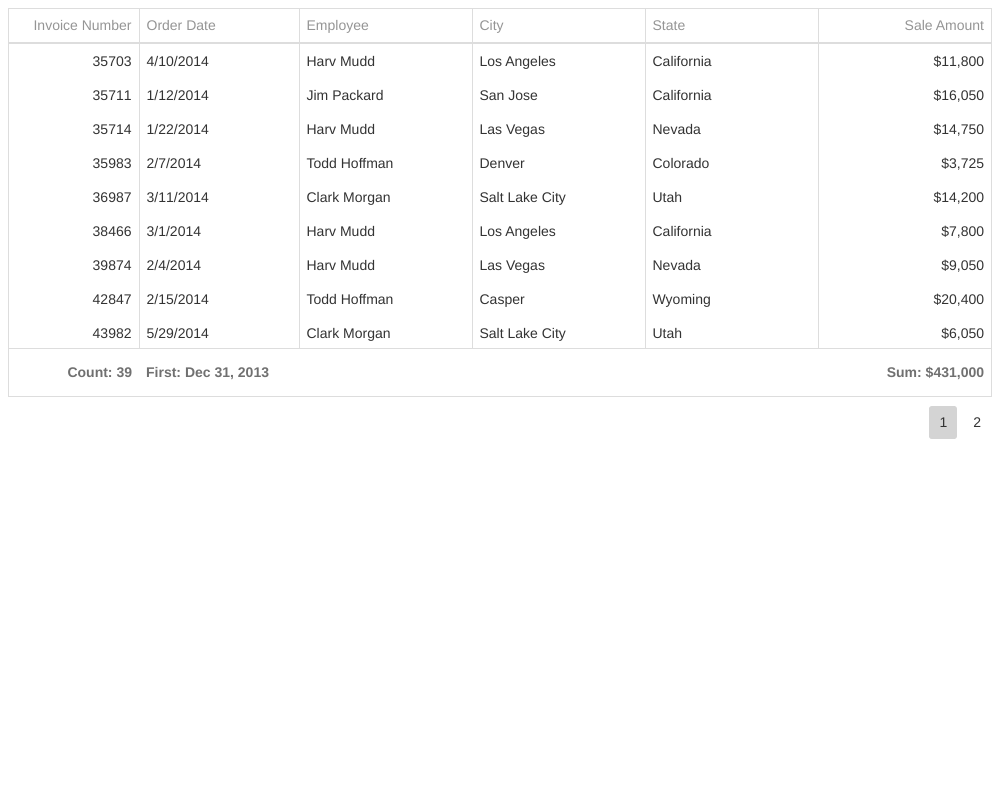 Invoice Number Order Date Employee City State Sale Amount
35703 4/10/2014 Harv Mudd Los Angeles California $11,800
35711 1/12/2014 Jim Packard San Jose California $16,050
35714 1/22/2014 Harv Mudd Las Vegas Nevada $14,750
35983 2/7/2014 Todd Hoffman Denver Colorado $3,725
36987 3/11/2014 Clark Morgan Salt Lake City Utah $14,200
38466 3/1/2014 Harv Mudd Los Angeles California $7,800
39874 2/4/2014 Harv Mudd Las Vegas Nevada $9,050
42847 2/15/2014 Todd Hoffman Casper Wyoming $20,400
43982 5/29/2014 Clark Morgan Salt Lake City Utah $6,050
Count: 39 First: Dec 31, 2013 Sum: $431,000
1 2